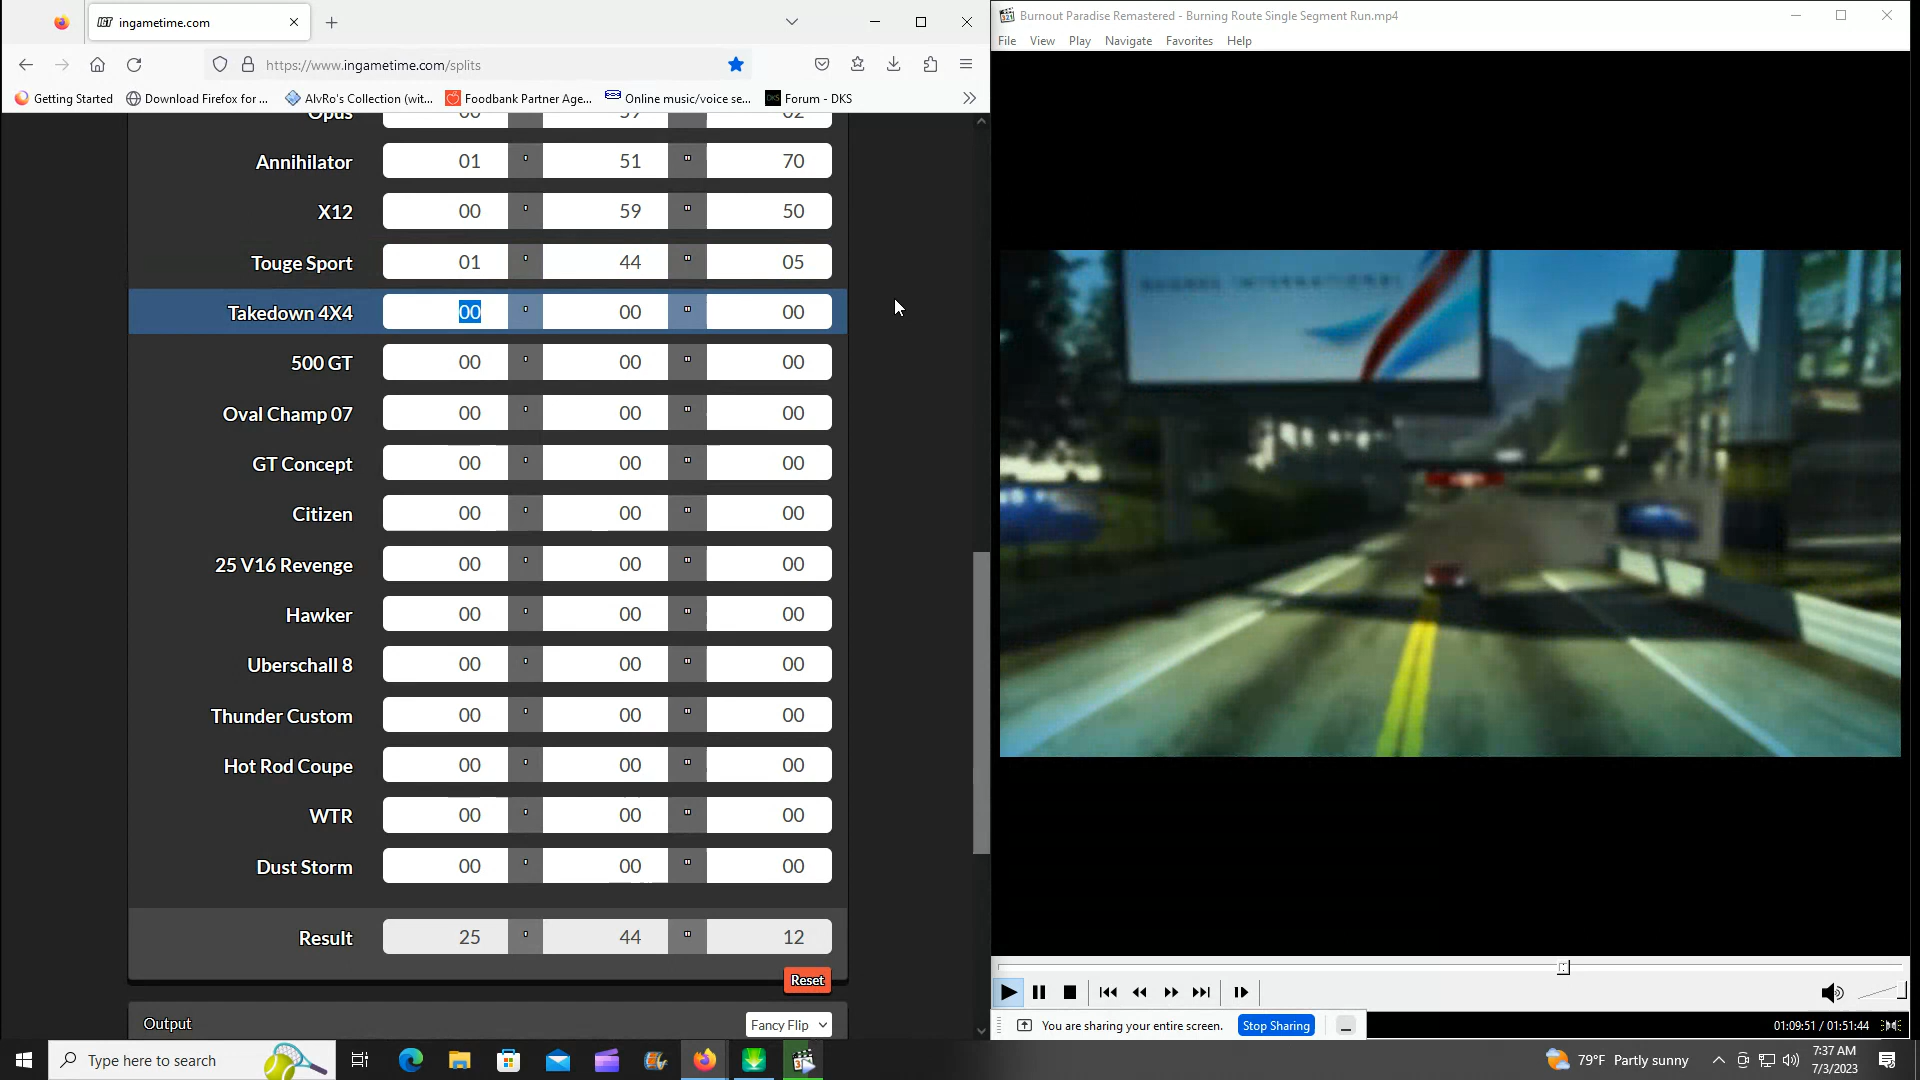 ingametime.com
https://www.ingametime.com/splits
Getting Started
Download Firefox for ...
AlvRo's Collection (wit...
Foodbank Partner Age...
Online music/voice se...
DKS Forum - DKS
Opus 00 59 02
Annihilator 01 ' 51 " 70
X12 00 ' 59 " 50
Touge Sport 01 ' 44 " 05
Takedown 4X4 00 ' 00 " 00
500 GT 00 ' 00 " 00
Oval Champ 07 00 ' 00 " 00
GT Concept 00 ' 00 " 00
Citizen 00 ' 00 " 00
25 V16 Revenge 00 ' 00 " 00
Hawker 00 ' 00 " 00
Uberschall 8 00 ' 00 " 00
Thunder Custom 00 ' 00 " 00
Hot Rod Coupe 00 ' 00 " 00
WTR 00 ' 00 " 00
Dust Storm 00 ' 00 " 00
Result 25 ' 44 " 12
Reset
Output
Fancy Flip
Burnout Paradise Remastered - Burning Route Single Segment Run.mp4
File View Play Navigate Favorites Help
INTERNATIONAL
You are sharing your entire screen.
Stop Sharing
01:09:51 / 01:51:44
Type here to search
79°F Partly sunny
7:37 AM
7/3/2023